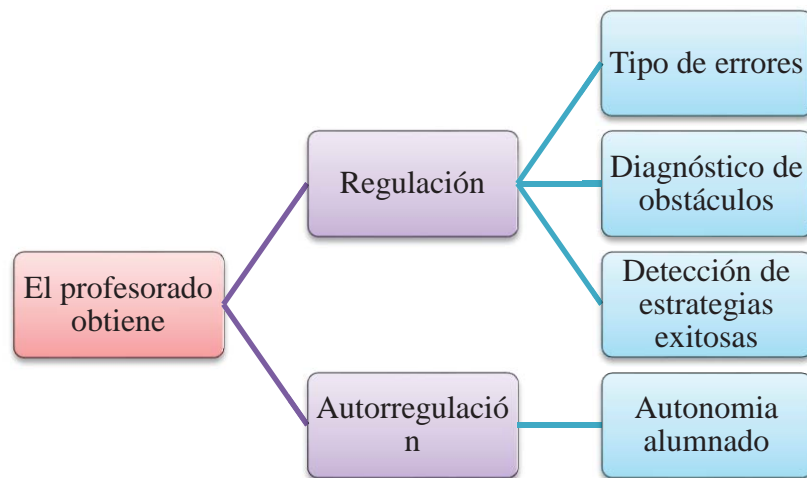 El profesorado
obtiene
Regulación
Tipo de errores
Diagnóstico de
obstáculos
Detección de
estrategias
exitosas
Autorregulació
n
Autonomia
alumnado